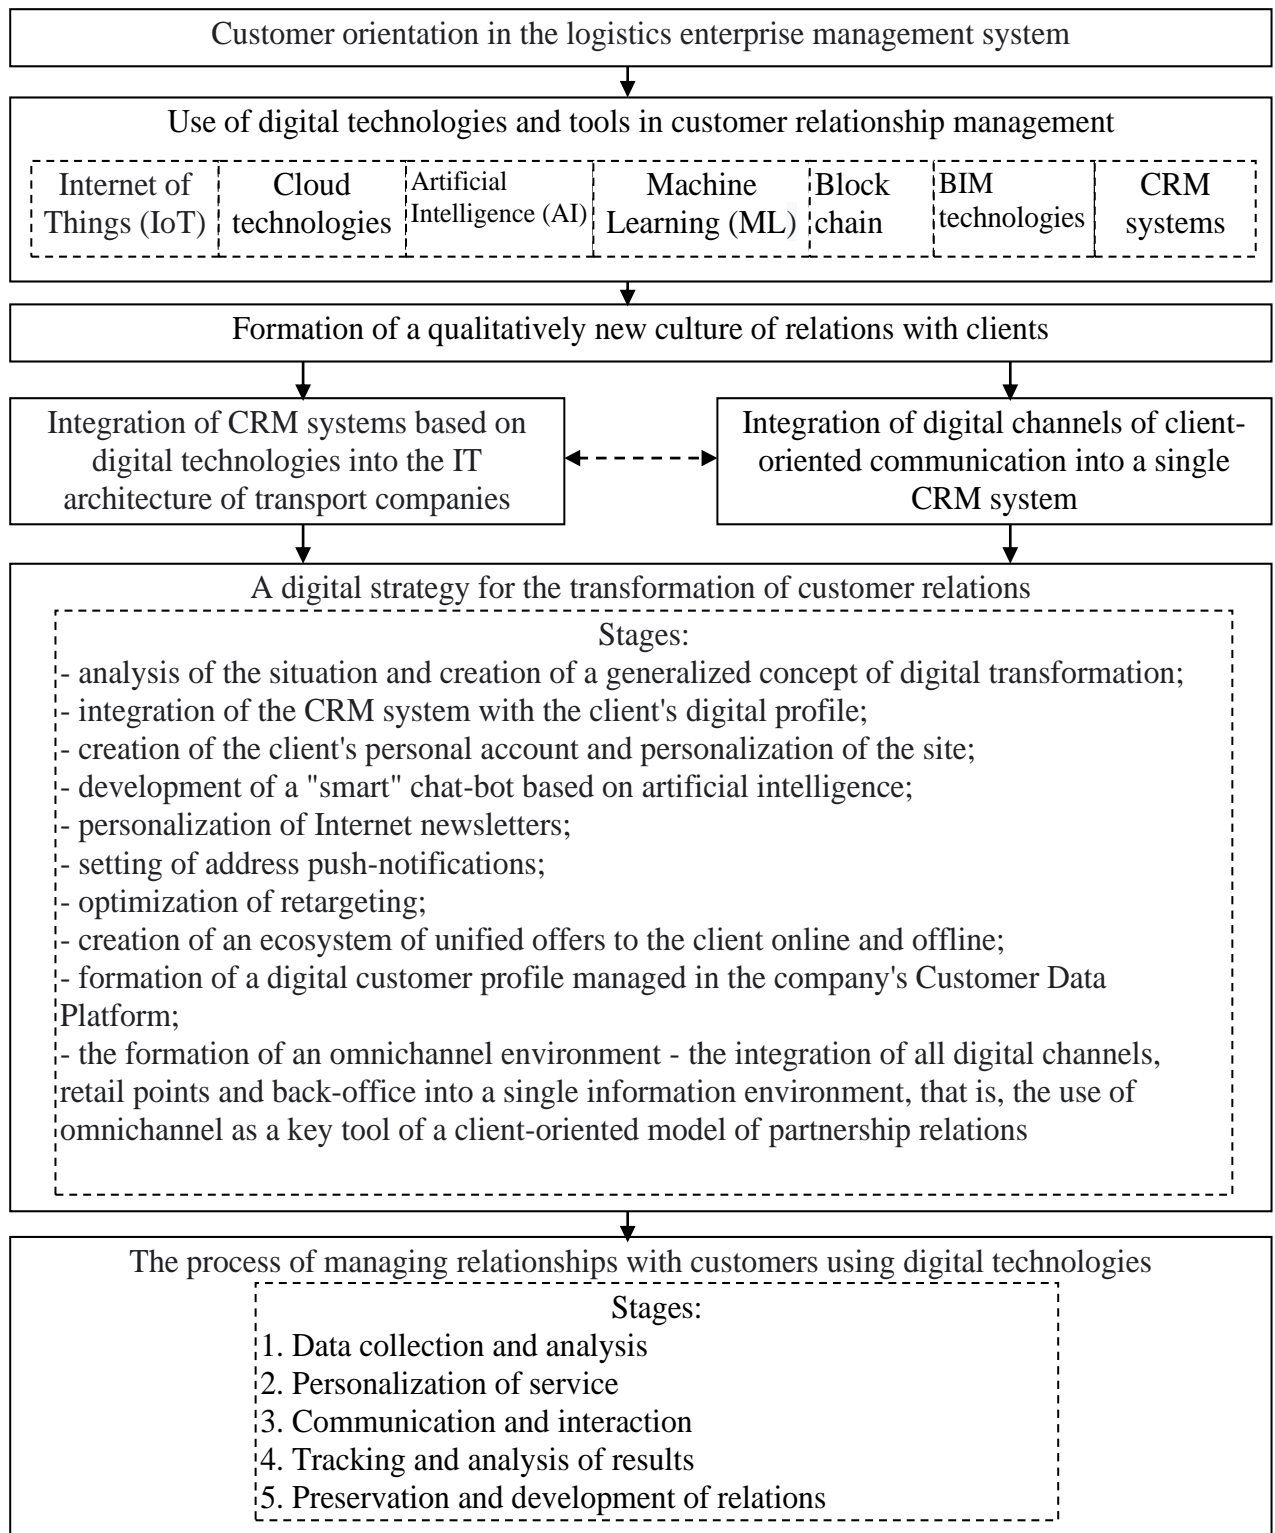 Customer orientation in the logistics enterprise management system
Use of digital technologies and tools in customer relationship management
Internet of
Things (IoT)
Cloud
technologies
Artificial
Intelligence (AI)
Machine
Learning (ML)
Block
chain
BIM
technologies
CRM
systems
Formation of a qualitatively new culture of relations with clients
Integration of CRM systems based on
digital technologies into the IT
architecture of transport companies
Integration of digital channels of client-
oriented communication into a single
CRM system
A digital strategy for the transformation of customer relations
Stages:
- analysis of the situation and creation of a generalized concept of digital transformation;
- integration of the CRM system with the client's digital profile;
- creation of the client's personal account and personalization of the site;
- development of a "smart" chat-bot based on artificial intelligence;
- personalization of Internet newsletters;
- setting of address push-notifications;
- optimization of retargeting;
- creation of an ecosystem of unified offers to the client online and offline;
- formation of a digital customer profile managed in the company's Customer Data
Platform;
- the formation of an omnichannel environment - the integration of all digital channels,
retail points and back-office into a single information environment, that is, the use of
omnichannel as a key tool of a client-oriented model of partnership relations
The process of managing relationships with customers using digital technologies
Stages:
1. Data collection and analysis
2. Personalization of service
3. Communication and interaction
4. Tracking and analysis of results
5. Preservation and development of relations